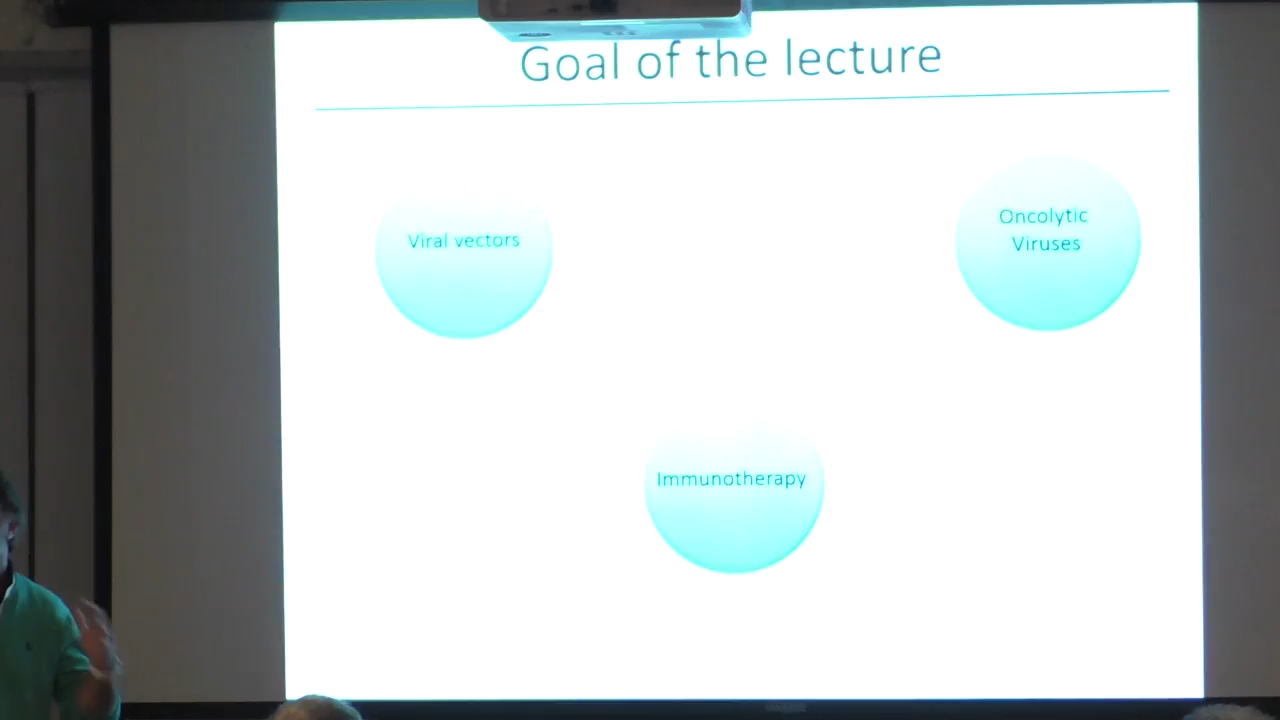 Goal of the lecture
Viral vectors
Oncolytic
Viruses
Immunotherapy